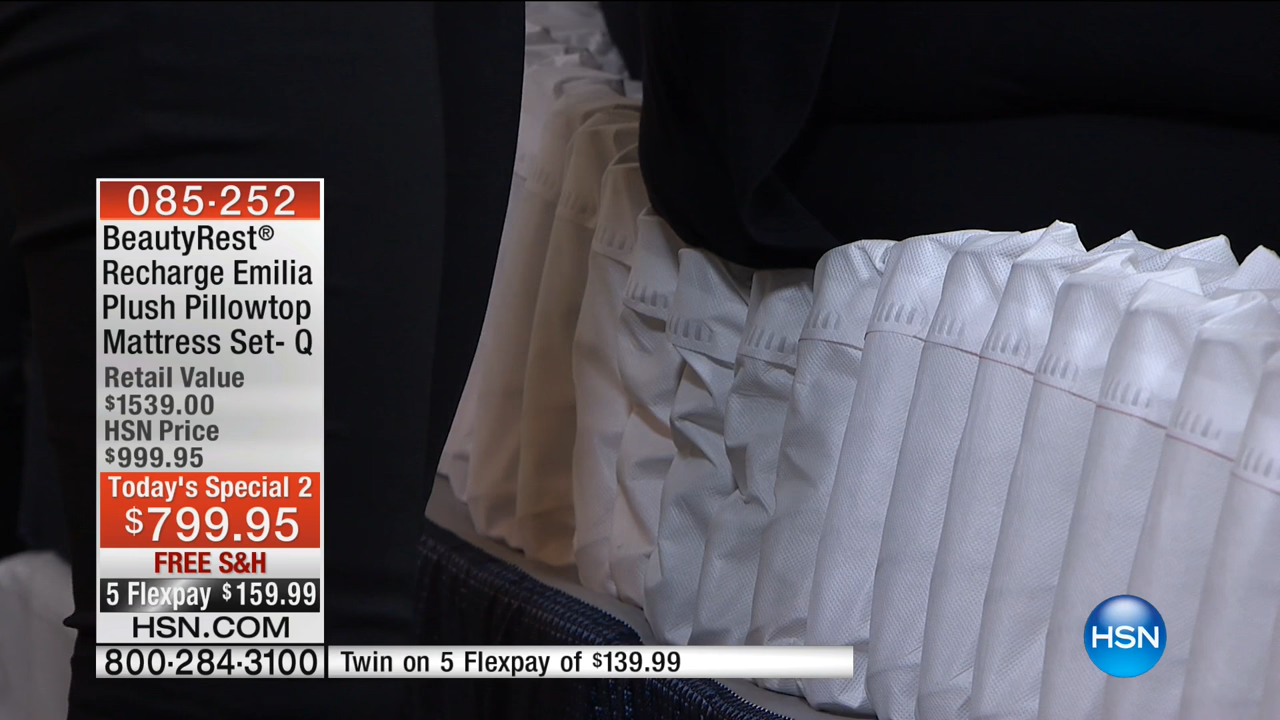 085·252
BeautyRest®
Recharge Emilia
Plush Pillowtop
Mattress Set- Q
Retail Value
$1539.00
HSN Price
$999.95
Today's Special 2
$799.95
FREE S&H
5 Flexpay $159.99
HSN.COM
800·284·3100
Twin on 5 Flexpay of $139.99
HSN